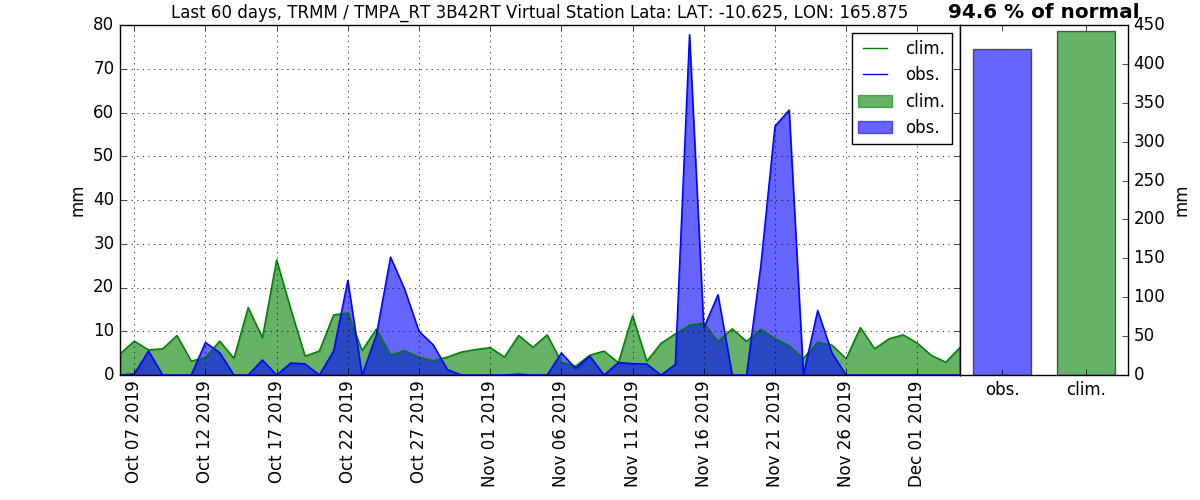 Last 60 days, TRMM / TMPA_RT 3B42RT Virtual Station Lata: LAT: -10.625, LON: 165.875
94.6 % of normal
80
70
60
50
40
30
20
10
0
mm
clim.
obs.
clim.
obs.
450
400
350
300
250
200
150
100
50
0
mm
obs.
clim.
Oct 07 2019
Oct 12 2019
Oct 17 2019
Oct 22 2019
Oct 27 2019
Nov 01 2019
Nov 06 2019
Nov 11 2019
Nov 16 2019
Nov 21 2019
Nov 26 2019
Dec 01 2019